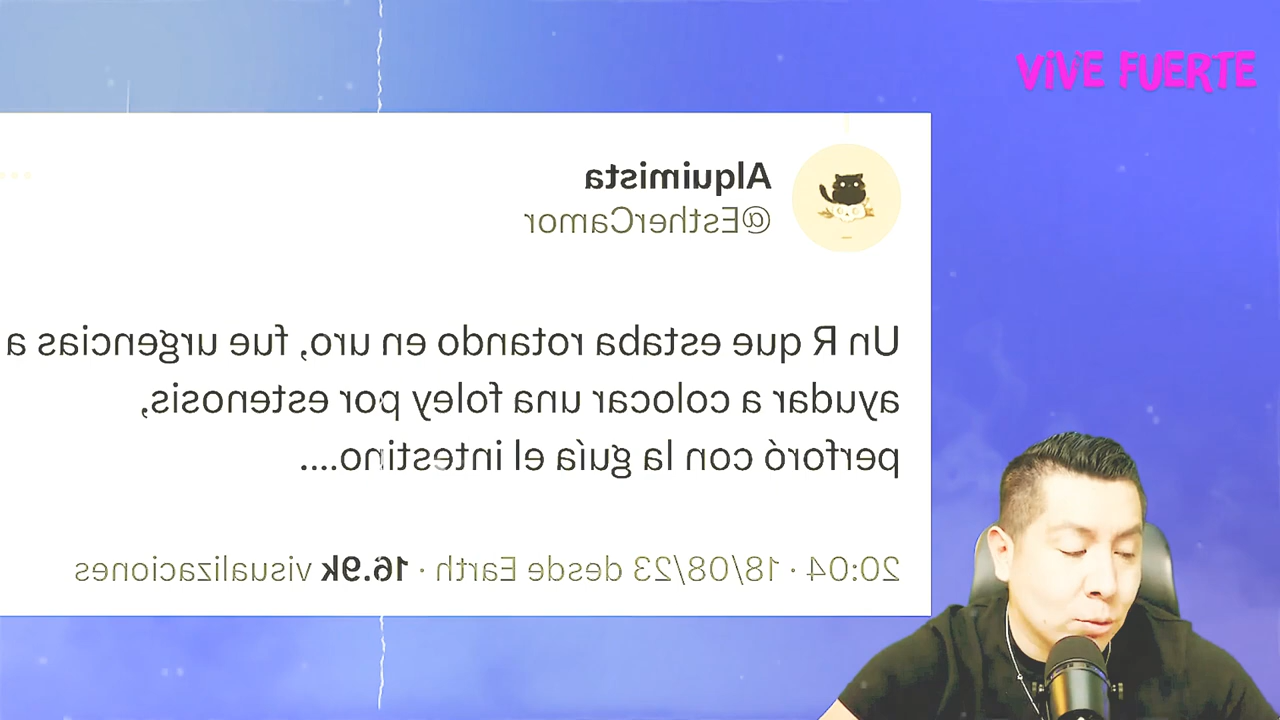 VIVE FUERTE
Alquimista
@EstherCamor
Un R que estaba rotando en uro, fue urgencias a
ayudar a colocar una foley por estenosis,
perforó con la guía el intestino....
20:04 · 18/08/23 desde Earth · 16.9k visualizaciones